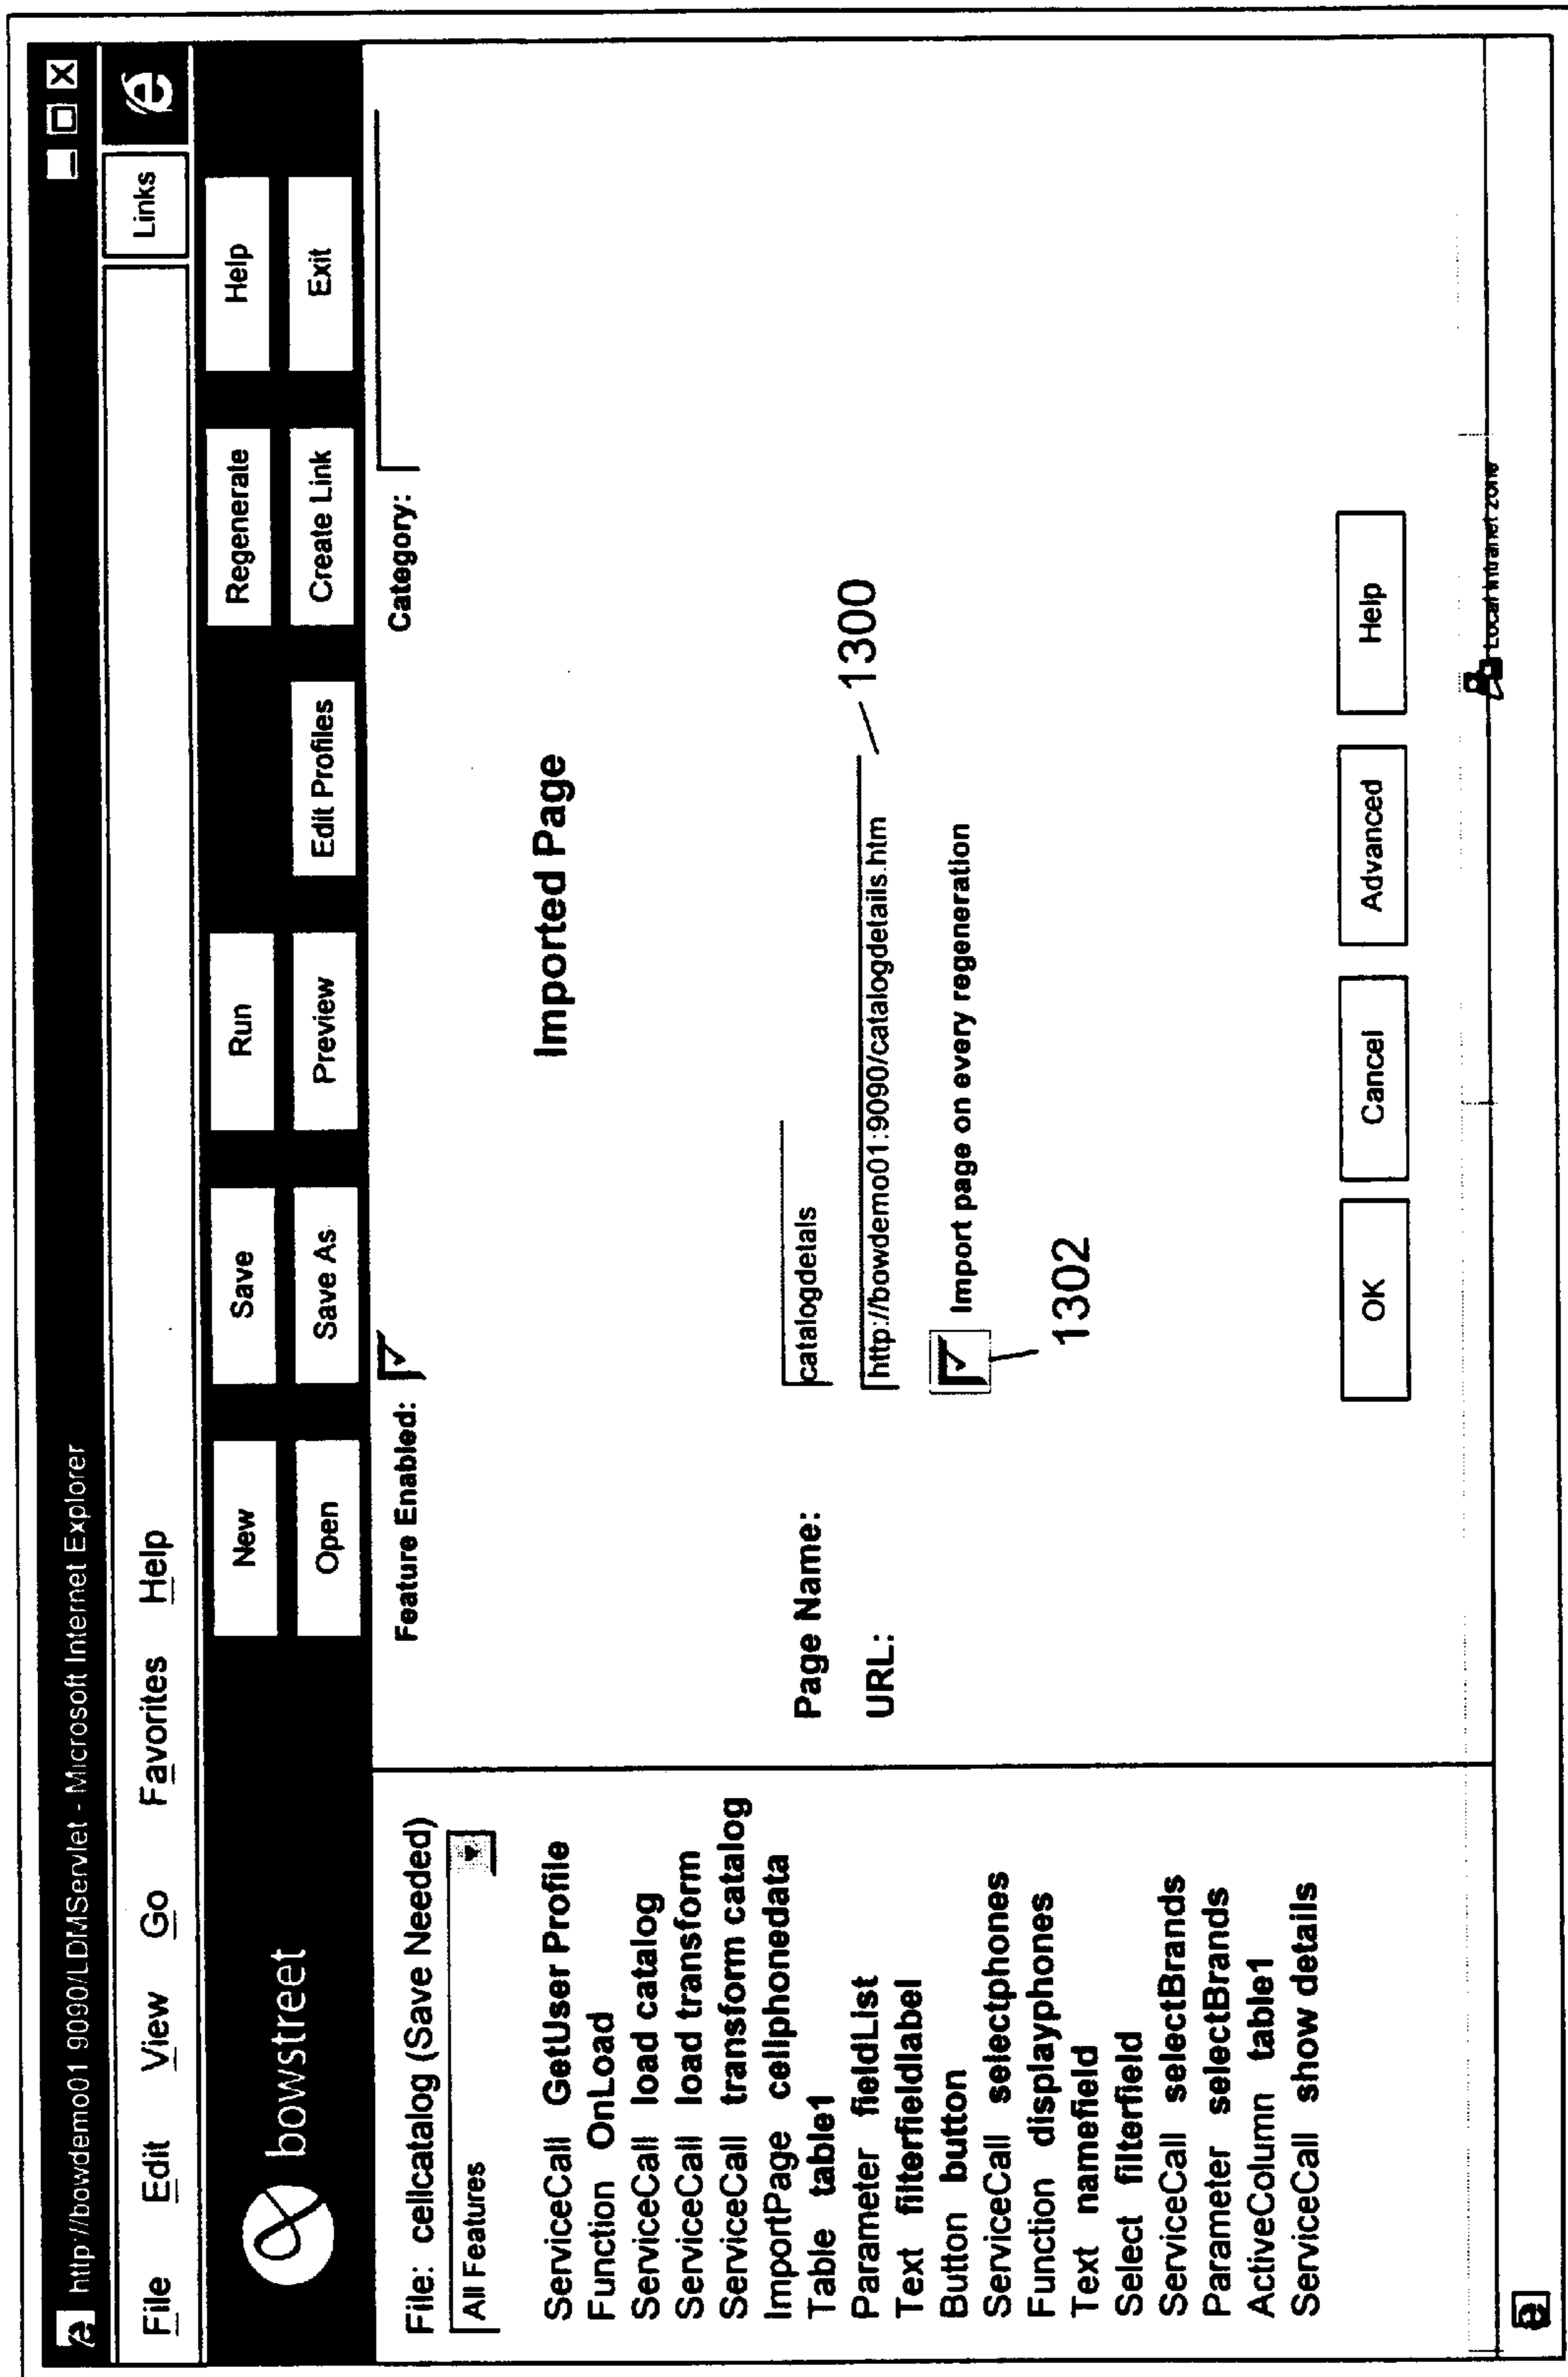 http://bowdemo01 9090/LDMServlet - Microsoft Internet Explorer
File Edit View Go Favorites Help
Links
bowstreet
New Save Run Regenerate Help
Open Save As Preview Edit Profiles Create Link Exit
File: cellcatalog (Save Needed)
All Features
ServiceCall GetUser Profile
Function OnLoad
ServiceCall load catalog
ServiceCall load transform
ServiceCall transform catalog
ImportPage cellphonedata
Table table1
Parameter fieldList
Text filterfieldlabel
Button button
ServiceCall selectphones
Function displayphones
Text namefield
Select filterfield
ServiceCall selectBrands
Parameter selectBrands
ActiveColumn table1
ServiceCall show details
Feature Enabled: Category:
Imported Page
Page Name: catalogdetals
URL: http://bowdemo01:9090/catalogdetails.htm
1300
Import page on every regeneration
1302
OK Cancel Advanced Help
Local intranet zone